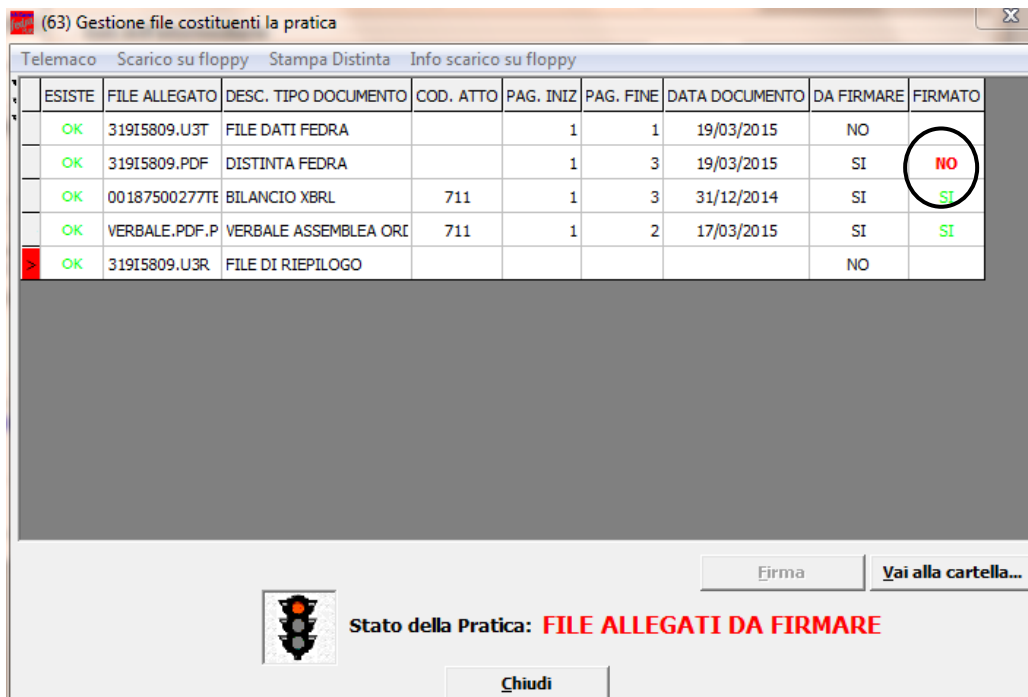 (63) Gestione file costituenti la pratica
Telemaco Scarico su floppy Stampa Distinta Info scarico su floppy
ESISTE FILE ALLEGATO DESC. TIPO DOCUMENTO COD. ATTO PAG. INIZ PAG. FINE DATA DOCUMENTO DA FIRMARE FIRMATO
OK 319I5809.U3T FILE DATI FEDRA 1 1 19/03/2015 NO
OK 319I5809.PDF DISTINTA FEDRA 1 3 19/03/2015 SI NO
OK 00187500277TE BILANCIO XBRL 711 1 3 31/12/2014 SI SI
OK VERBALE.PDF.P VERBALE ASSEMBLEA ORD 711 1 2 17/03/2015 SI SI
> OK 319I5809.U3R FILE DI RIEPILOGO NO
Firma Vai alla cartella...
Stato della Pratica: FILE ALLEGATI DA FIRMARE
Chiudi